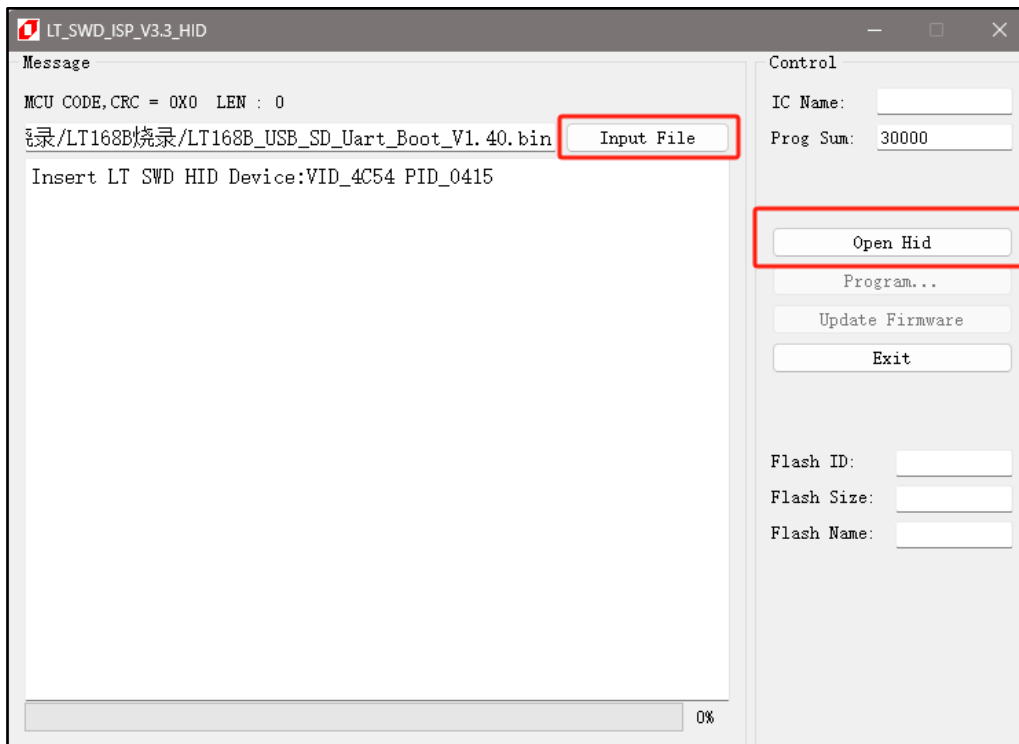 LT_SWD_ISP_V3.3_HID
Message
MCU CODE,CRC = 0X0 LEN : 0
录/LT168B烧录/LT168B_USB_SD_Uart_Boot_V1.40.bin
Input File
Insert LT SWD HID Device:VID_4C54 PID_0415
0%
Control
IC Name:
Prog Sum: 30000
Open Hid
Program...
Update Firmware
Exit
Flash ID:
Flash Size:
Flash Name: